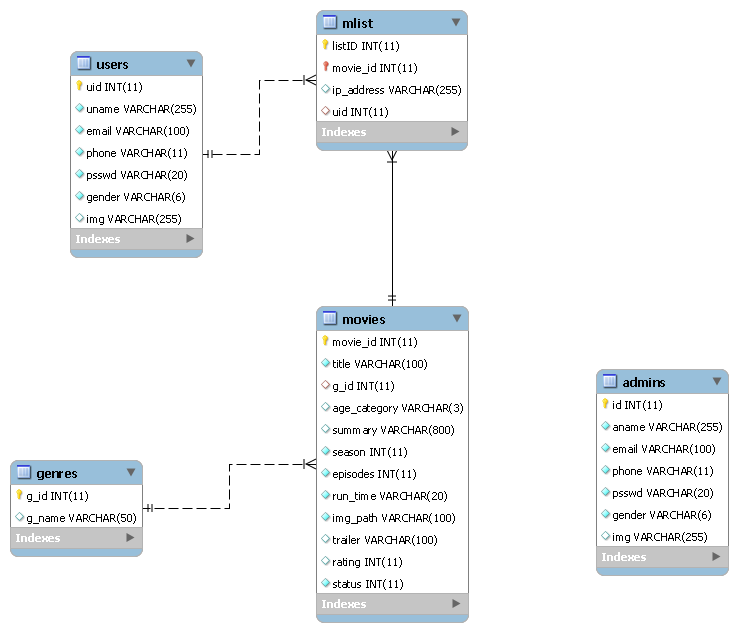 mlist
listID INT(11)
movie_id INT(11)
ip_address VARCHAR(255)
uid INT(11)
Indexes
users
uid INT(11)
uname VARCHAR(255)
email VARCHAR(100)
phone VARCHAR(11)
psswd VARCHAR(20)
gender VARCHAR(6)
img VARCHAR(255)
Indexes
movies
movie_id INT(11)
title VARCHAR(100)
g_id INT(11)
age_category VARCHAR(3)
summary VARCHAR(800)
season INT(11)
episodes INT(11)
run_time VARCHAR(20)
img_path VARCHAR(100)
trailer VARCHAR(100)
rating INT(11)
status INT(11)
Indexes
genres
g_id INT(11)
g_name VARCHAR(50)
Indexes
admins
id INT(11)
aname VARCHAR(255)
email VARCHAR(100)
phone VARCHAR(11)
psswd VARCHAR(20)
gender VARCHAR(6)
img VARCHAR(255)
Indexes